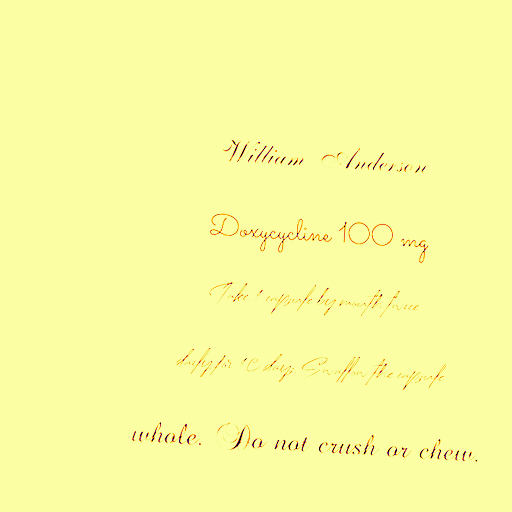 William Anderson
Doxycycline 100 mg
Take 1 capsule by mouth twice
daily for 10 days. Swallow the capsule
whole. Do not crush or chew.